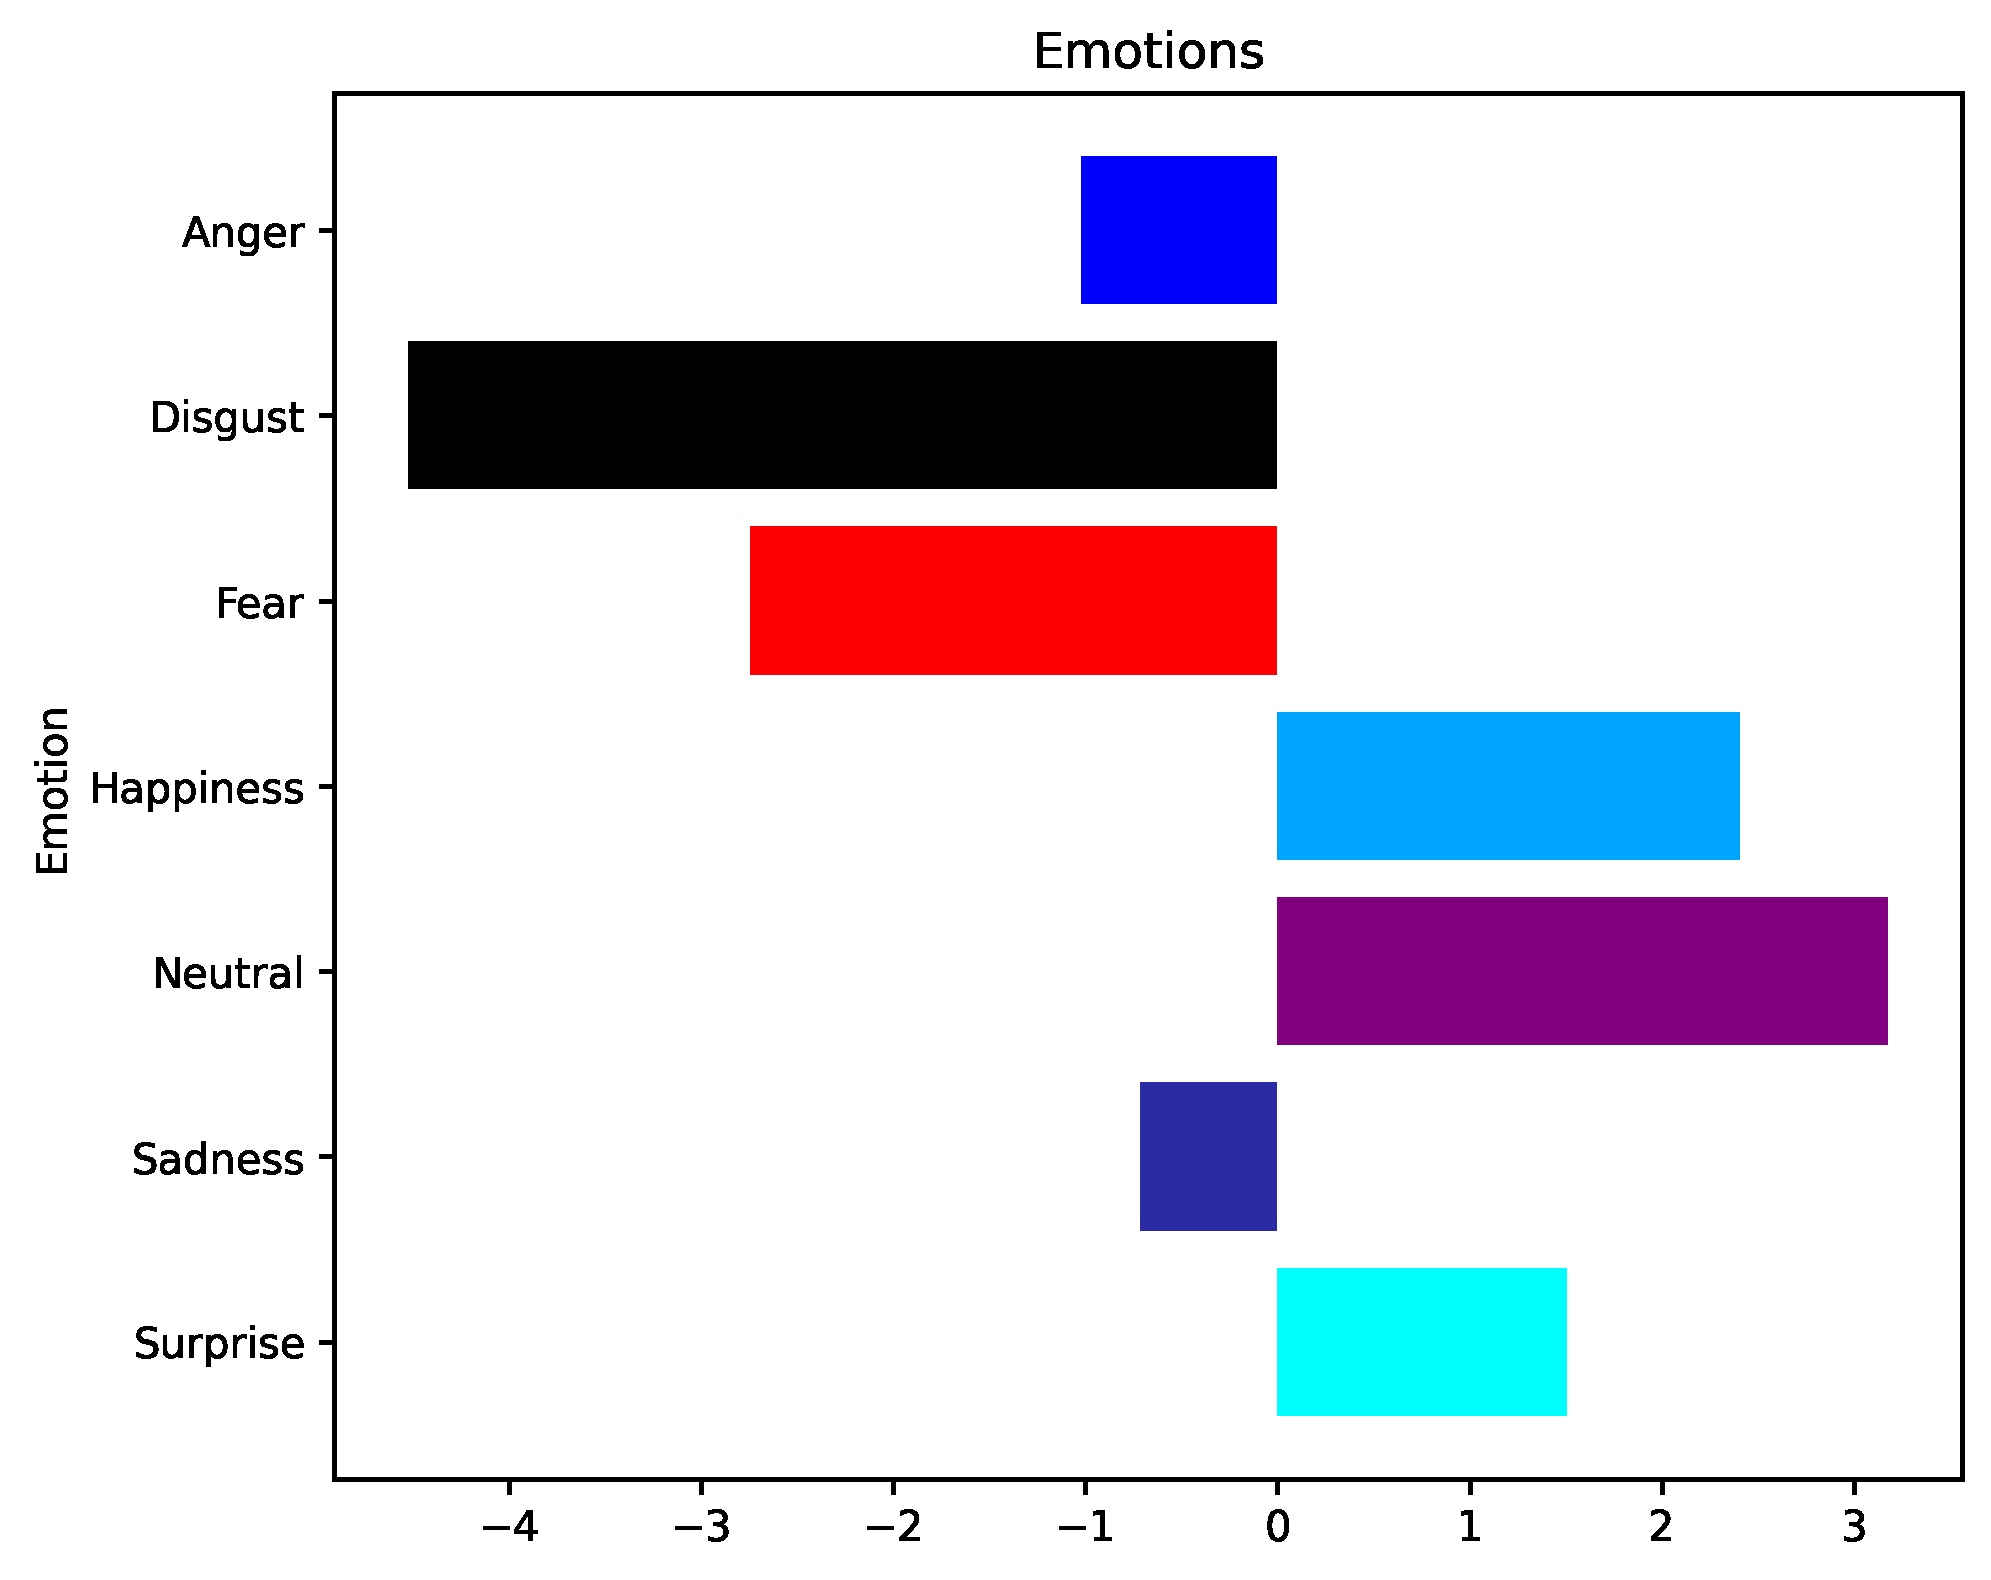 Emotions
Emotion
Anger
Disgust
Fear
Happiness
Neutral
Sadness
Surprise
−4 −3 −2 −1 0 1 2 3